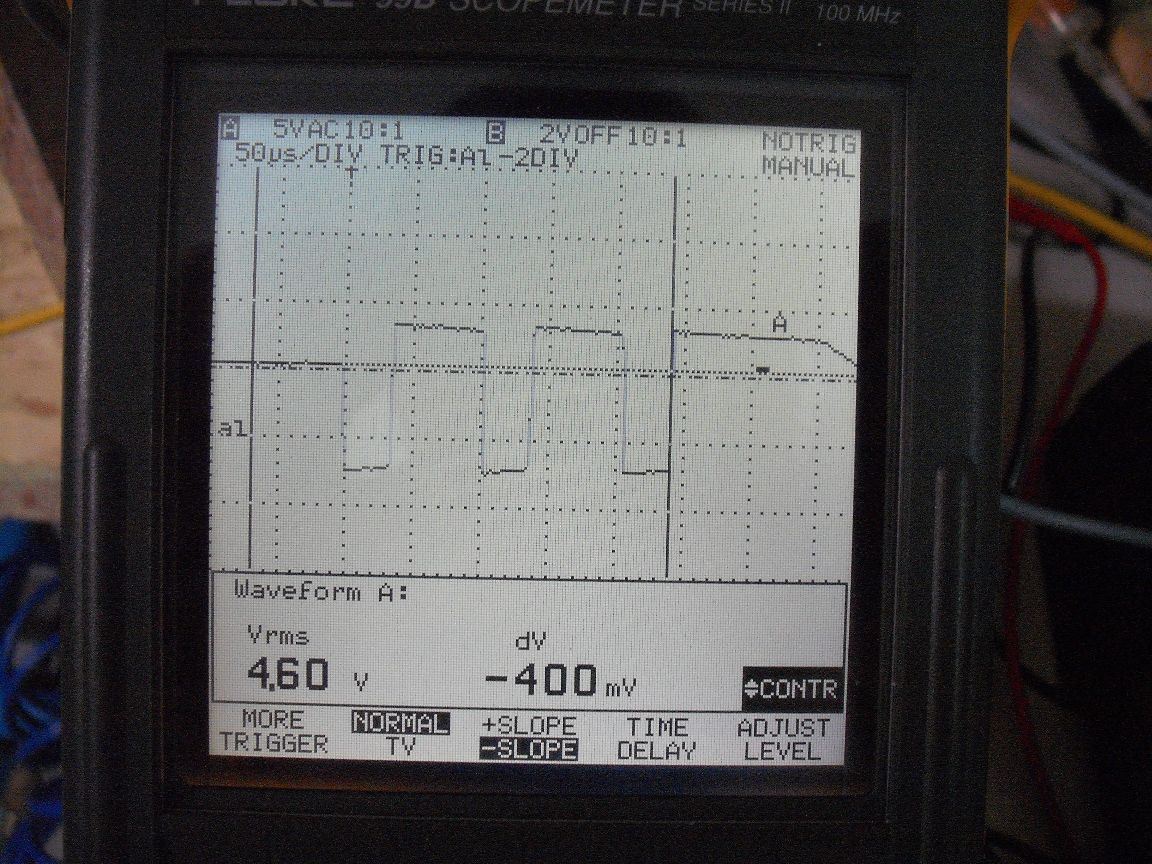 FLUKE 99B SCOPEMETER SERIES II 100 MHz
A 5VAC10:1 B 2VOFF10:1 NOTRIG
50µs/DIV TRIG:A1-2DIV MANUAL
A
a1
Waveform A:
Vrms dV
4.60 V -400 mV
CONTR
MORE NORMAL +SLOPE TIME ADJUST
TRIGGER TV -SLOPE DELAY LEVEL